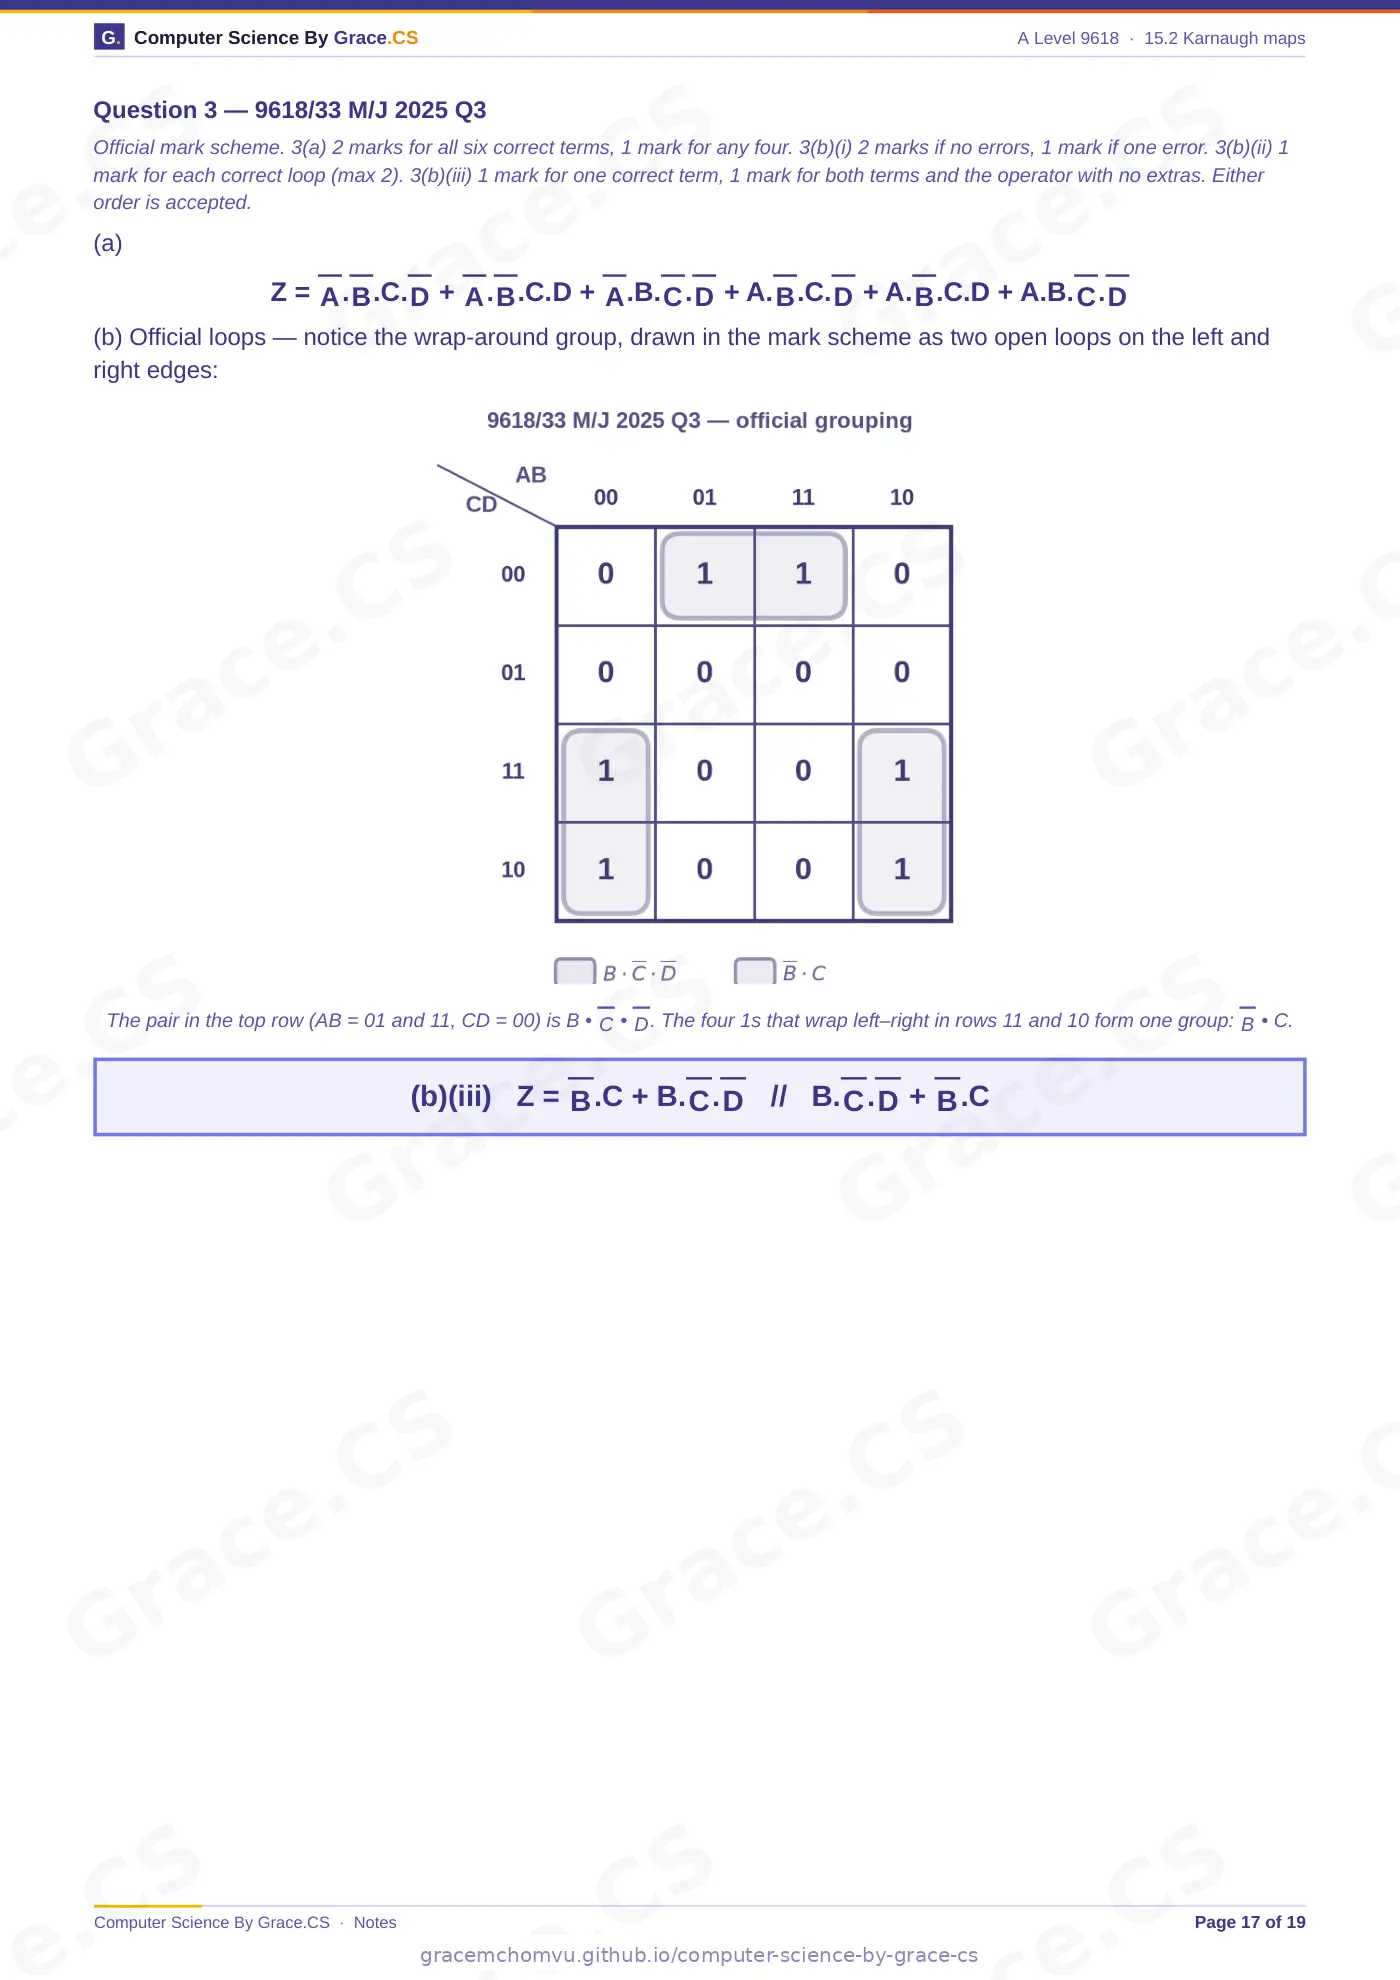 G. Computer Science By Grace.CS
A Level 9618 · 15.2 Karnaugh maps
Question 3 — 9618/33 M/J 2025 Q3
Official mark scheme. 3(a) 2 marks for all six correct terms, 1 mark for any four. 3(b)(i) 2 marks if no errors, 1 mark if one error. 3(b)(ii) 1
mark for each correct loop (max 2). 3(b)(iii) 1 mark for one correct term, 1 mark for both terms and the operator with no extras. Either
order is accepted.
(a)
Z = A̅.B̅.C.D̅ + A̅.B̅.C.D + A̅.B.C̅.D̅ + A.B̅.C.D̅ + A.B̅.C.D + A.B.C̅.D̅
(b) Official loops — notice the wrap-around group, drawn in the mark scheme as two open loops on the left and
right edges:
9618/33 M/J 2025 Q3 — official grouping
AB
CD
00 01 11 10
00 0 1 1 0
01 0 0 0 0
11 1 0 0 1
10 1 0 0 1
B · C̅ · D̅ B̅ · C
The pair in the top row (AB = 01 and 11, CD = 00) is B • C̅ • D̅. The four 1s that wrap left–right in rows 11 and 10 form one group: B̅ • C.
(b)(iii) Z = B̅.C + B.C̅.D̅ // B.C̅.D̅ + B̅.C
Computer Science By Grace.CS · Notes
Page 17 of 19
gracemchomvu.github.io/computer-science-by-grace-cs